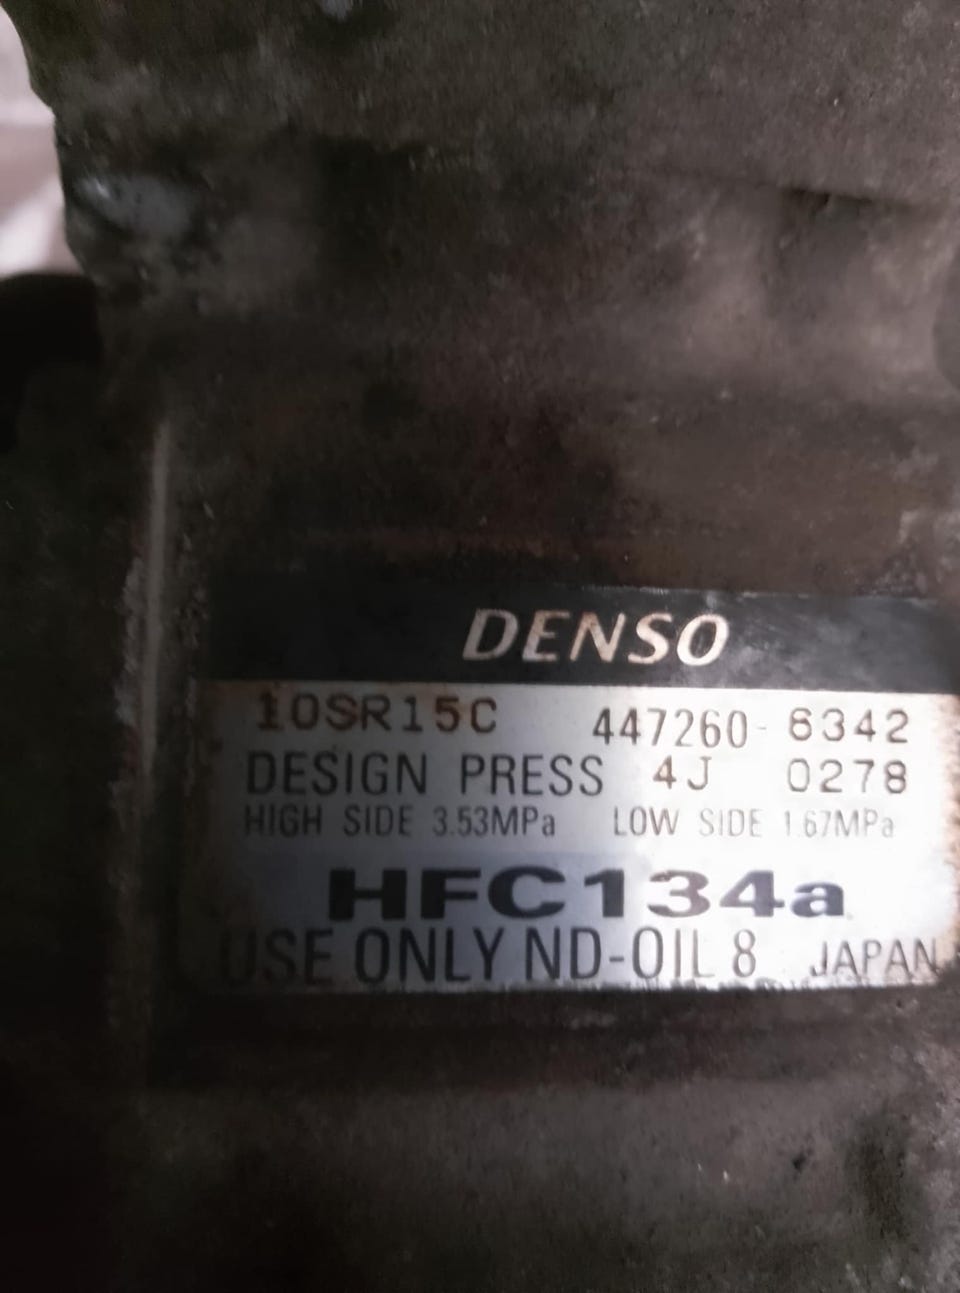 DENSO
10SR15C 447260-6342
DESIGN PRESS 4J 0278
HIGH SIDE 3.53MPa LOW SIDE 1.67MPa
HFC134a
USE ONLY ND-OIL 8 JAPAN